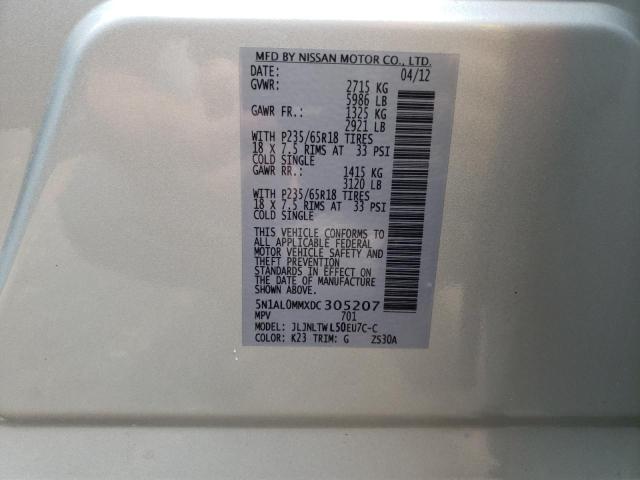 MFD BY NISSAN MOTOR CO., LTD.
DATE: 04/12
GVWR: 2715 KG
5986 LB
GAWR FR.: 1325 KG
2921 LB
WITH P235/65R18 TIRES
18 X 7.5 RIMS AT 33 PSI
COLD SINGLE
GAWR RR.: 1415 KG
3120 LB
WITH P235/65R18 TIRES
18 X 7.5 RIMS AT 33 PSI
COLD SINGLE
THIS VEHICLE CONFORMS TO
ALL APPLICABLE FEDERAL
MOTOR VEHICLE SAFETY AND
THEFT PREVENTION
STANDARDS IN EFFECT ON
THE DATE OF MANUFACTURE
SHOWN ABOVE.
5N1AL0MMXDC305207
MPV 701
MODEL: JLJNLTWL50EU7C-C
COLOR: K23 TRIM: G ZS30A